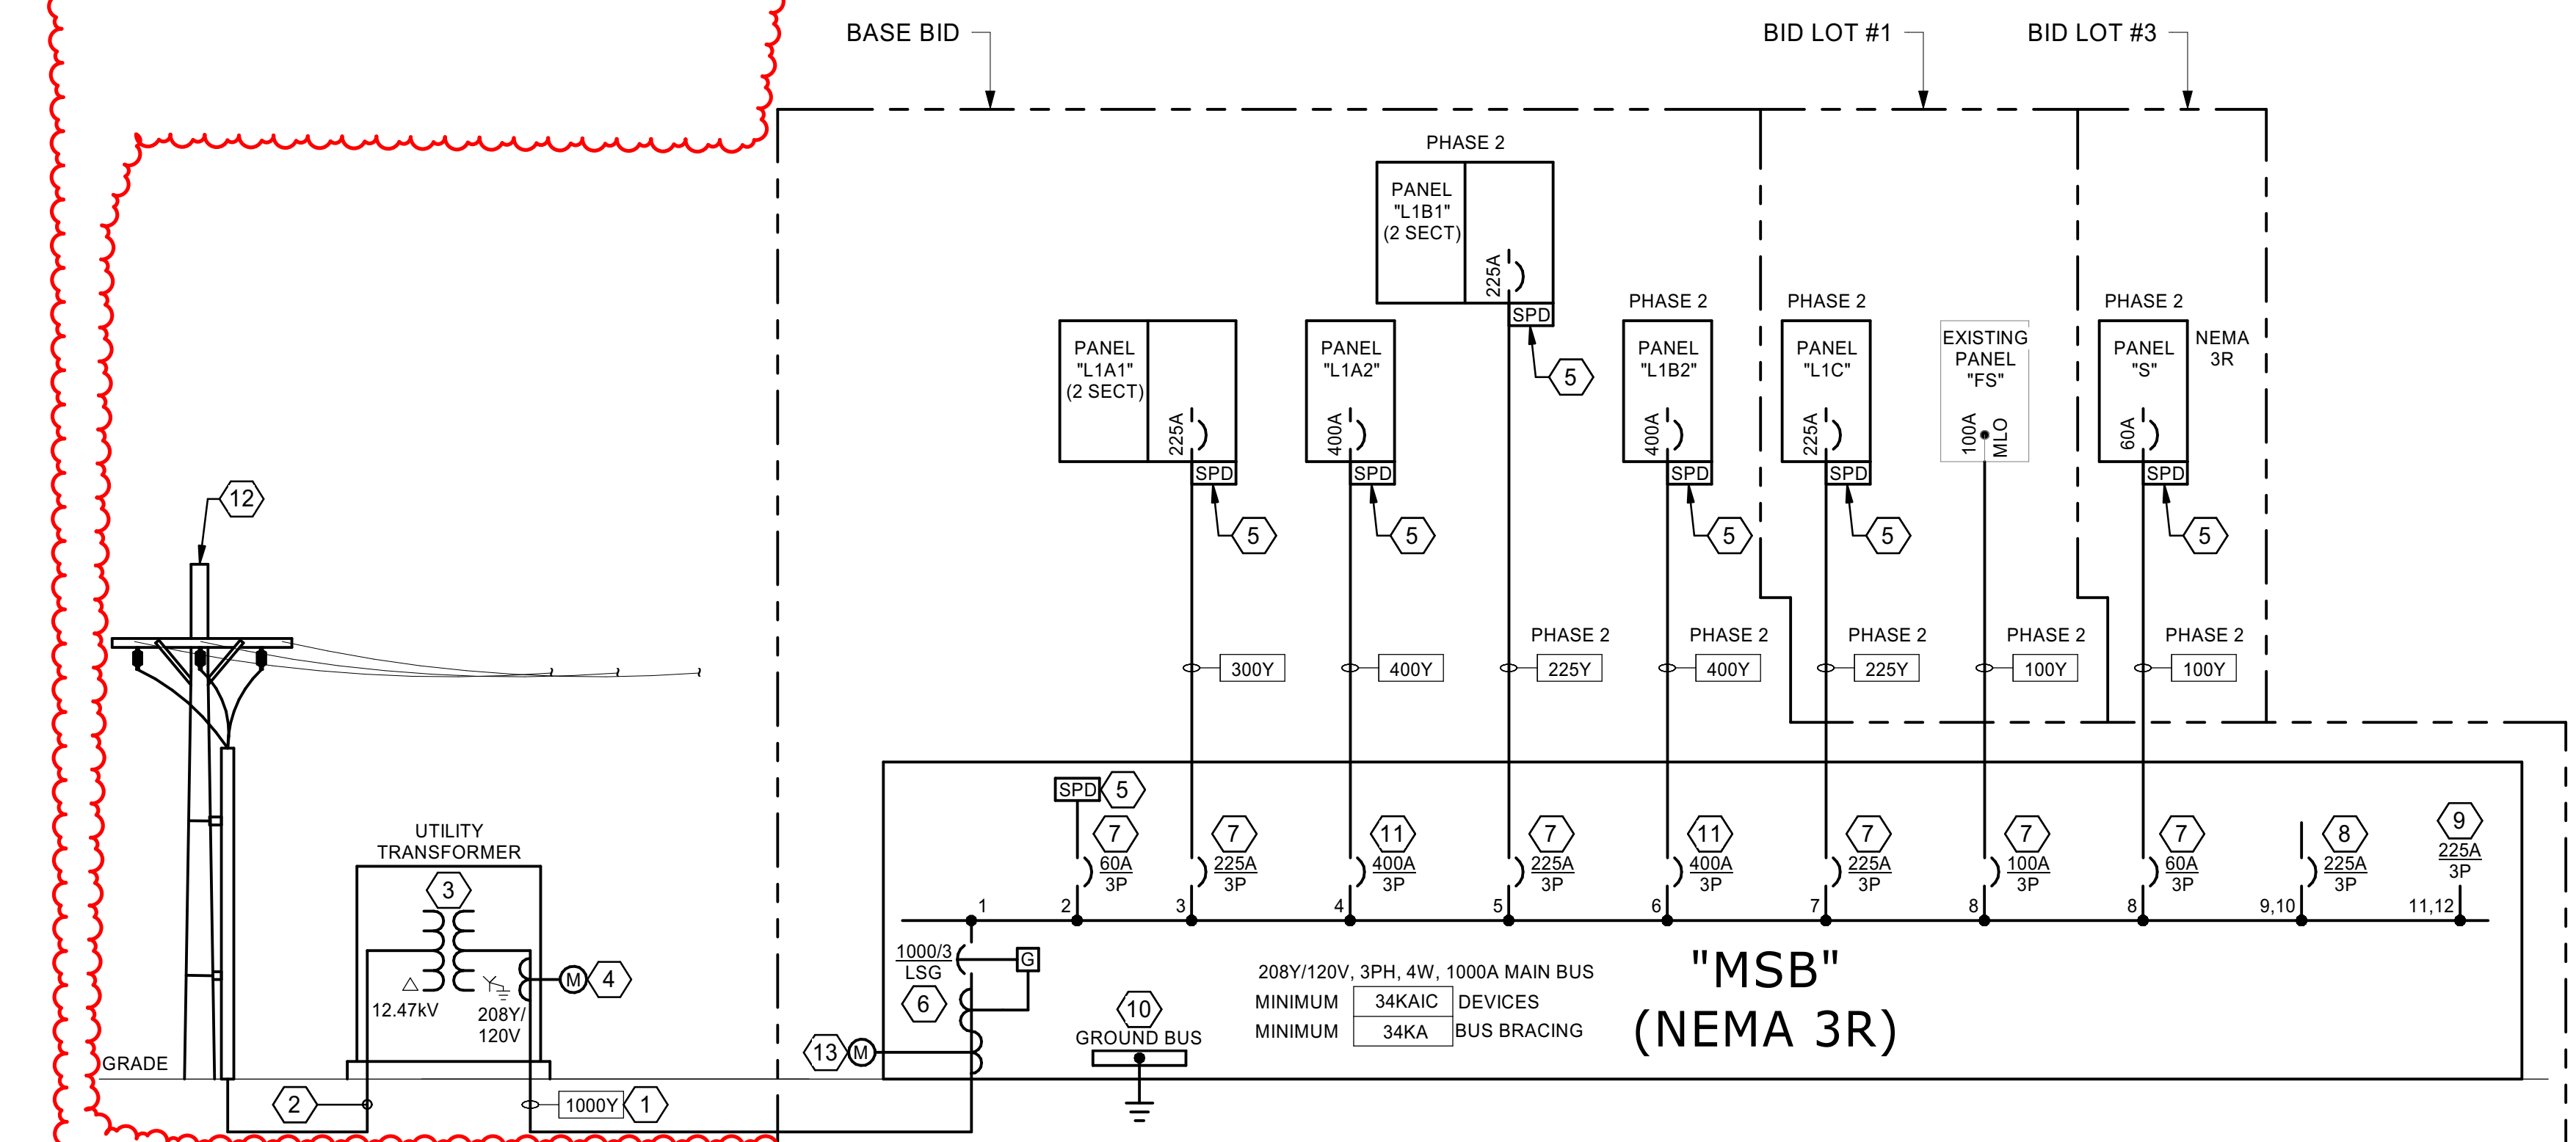 BASE BID
BID LOT #1
BID LOT #3
PHASE 2
PANEL
"L1B1"
(2 SECT)
225A
SPD
5
PANEL
"L1A1"
(2 SECT)
225A
SPD
5
PANEL
"L1A2"
400A
SPD
5
PHASE 2
PANEL
"L1B2"
400A
SPD
5
PHASE 2
PANEL
"L1C"
225A
SPD
5
EXISTING
PANEL
"FS"
100A
MLO
PHASE 2
PANEL
"S"
60A
SPD
5
NEMA
3R
12
300Y
400Y
PHASE 2
225Y
PHASE 2
400Y
PHASE 2
225Y
PHASE 2
100Y
PHASE 2
100Y
SPD
5
7
60A
3P
7
225A
3P
11
400A
3P
7
225A
3P
11
400A
3P
7
225A
3P
7
100A
3P
7
60A
3P
8
225A
3P
9
225A
3P
1
2
3
4
5
6
7
8
8
9,10
11,12
UTILITY
TRANSFORMER
3
△
12.47kV
208Y/
120V
M
4
1000/3
LSG
G
6
13
M
10
GROUND BUS
208Y/120V, 3PH, 4W, 1000A MAIN BUS
MINIMUM 34KAIC DEVICES
MINIMUM 34KA BUS BRACING
"MSB"
(NEMA 3R)
GRADE
2
1000Y
1